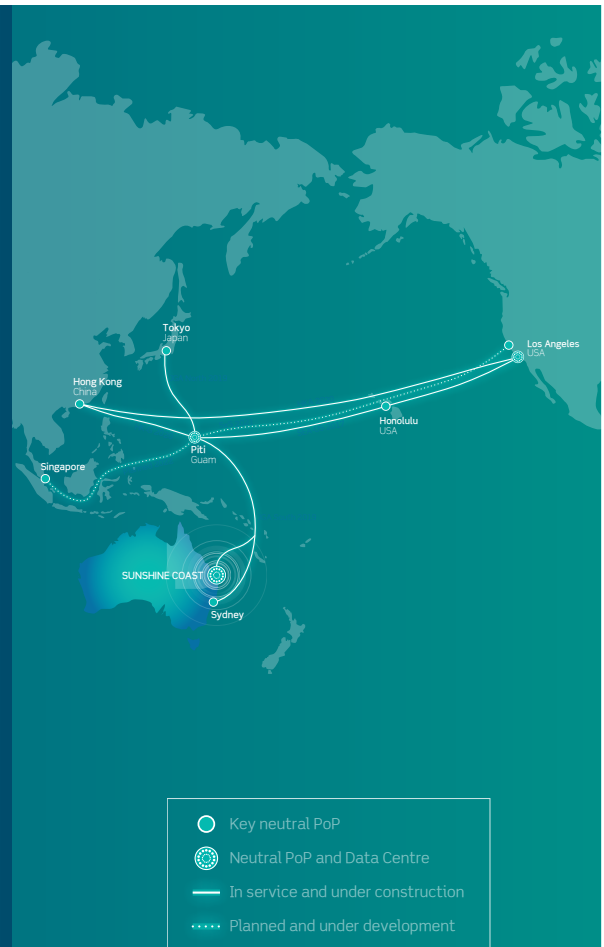 Tokyo
Japan
Los Angeles
USA
Hong Kong
China
Honolulu
USA
Piti
Guam
Singapore
SUNSHINE COAST
Sydney
Key neutral PoP
Neutral PoP and Data Centre
In service and under construction
Planned and under development